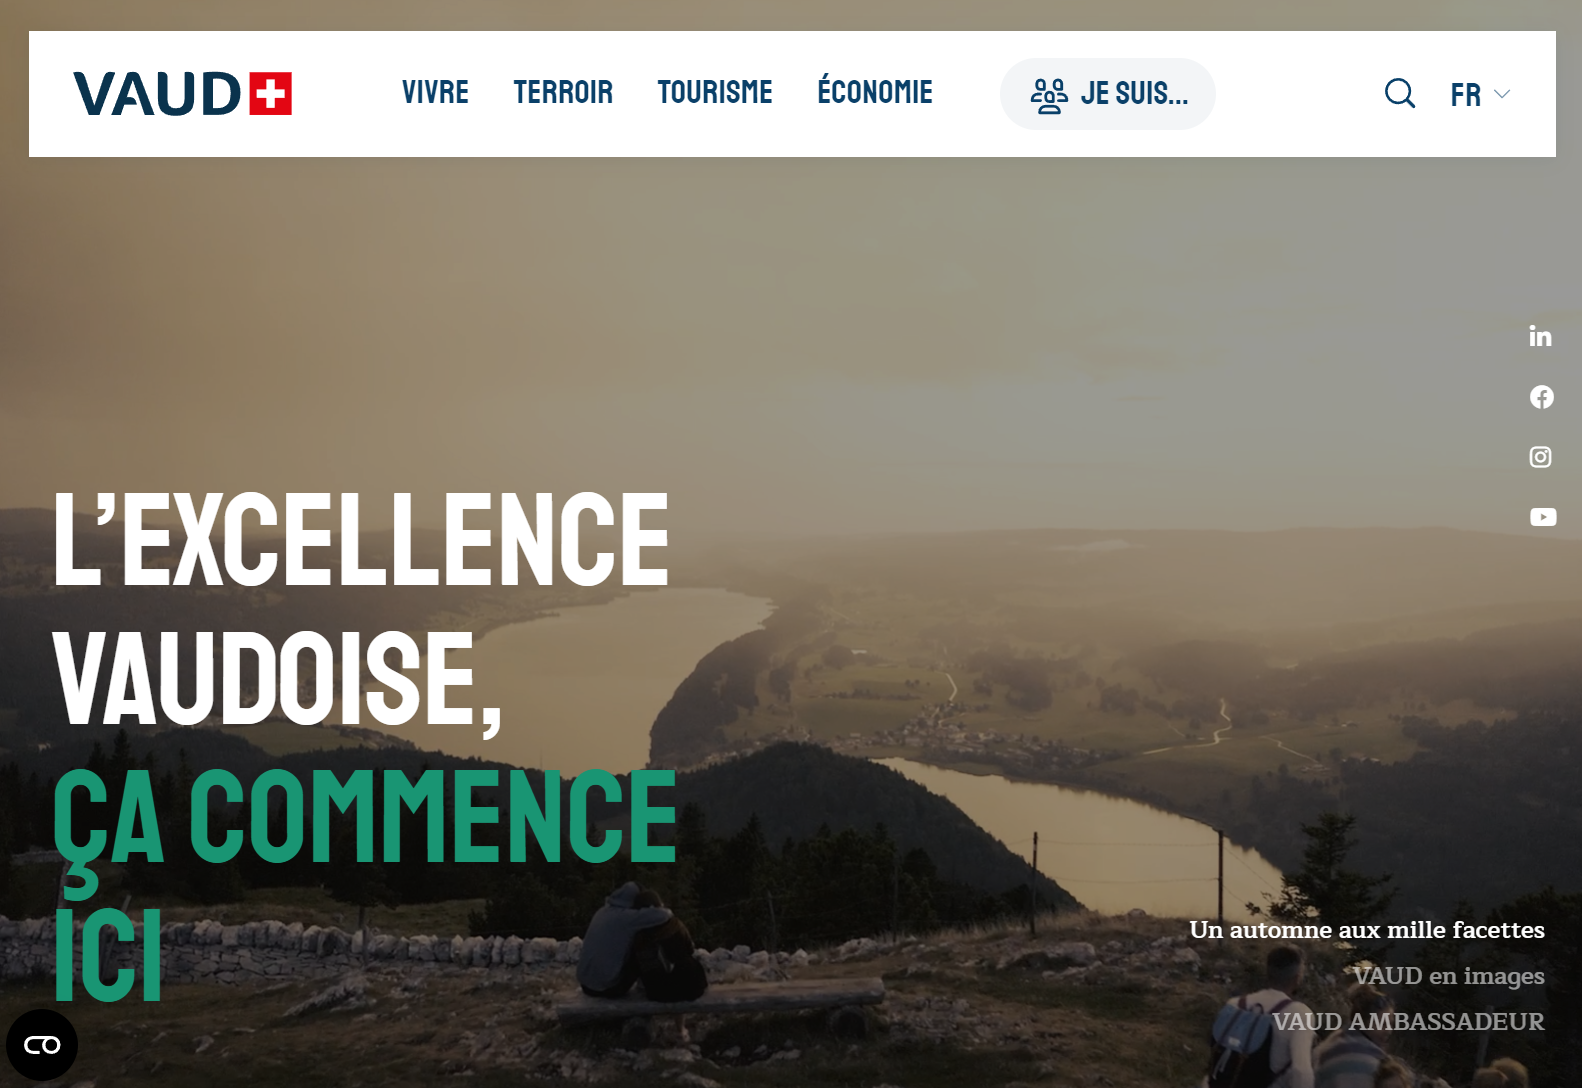 VAUD
VIVRE
TERROIR
TOURISME
ÉCONOMIE
JE SUIS...
FR
L’EXCELLENCE
VAUDOISE,
ÇA COMMENCE
ICI
Un automne aux mille facettes
VAUD en images
VAUD AMBASSADEUR